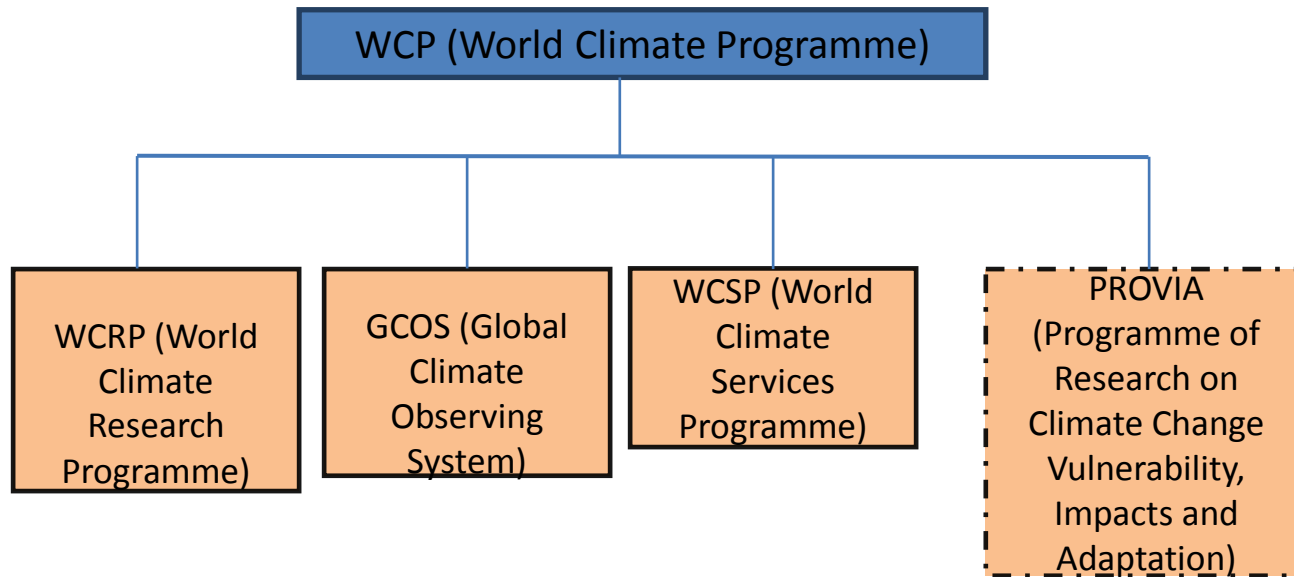 WCP (World Climate Programme)
WCRP (World
Climate
Research
Programme)
GCOS (Global
Climate
Observing
System)
WCSP (World
Climate
Services
Programme)
PROVIA
(Programme of
Research on
Climate Change
Vulnerability,
Impacts and
Adaptation)